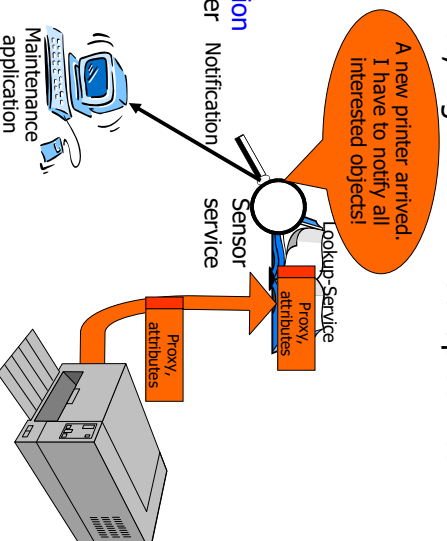 A new printer arrived.
I have to notify all
interested objects!
Lookup-Service
Proxy,
attributes
Notification
Sensor
service
Proxy,
attributes
Maintenance
application